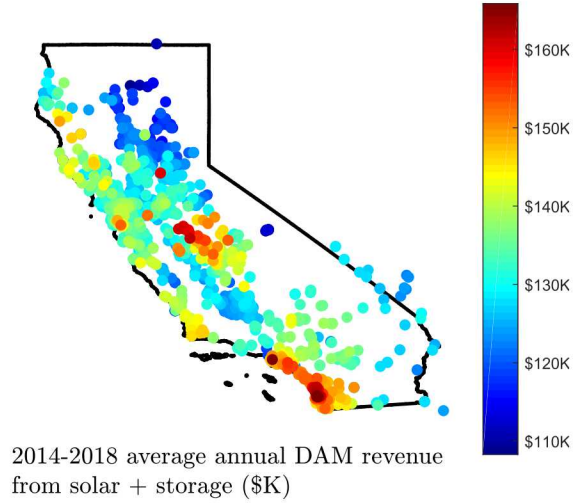 $160K
$150K
$140K
$130K
$120K
$110K
2014-2018 average annual DAM revenue
from solar + storage ($K)